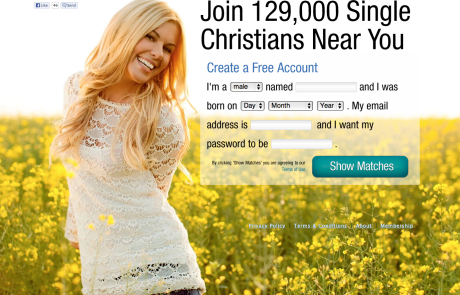 Like +1 Send
Join 129,000 Single
Christians Near You
Create a Free Account
I'm a male named and I was
born on Day Month Year . My email
address is and I want my
password to be .
By clicking 'Show Matches' you are agreeing to our
Terms of Use
Show Matches
Privacy Policy Terms & Conditions About Membership